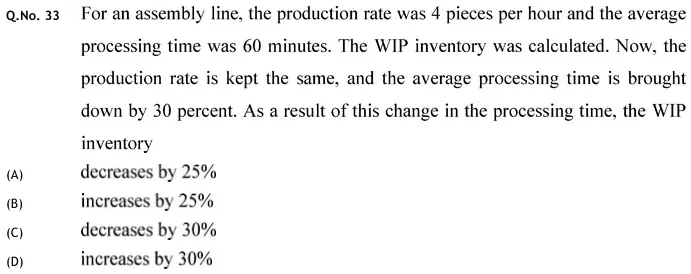 Q.No. 33 For an assembly line, the production rate was 4 pieces per hour and the average
processing time was 60 minutes. The WIP inventory was calculated. Now, the
production rate is kept the same, and the average processing time is brought
down by 30 percent. As a result of this change in the processing time, the WIP
inventory
(A) decreases by 25%
(B) increases by 25%
(C) decreases by 30%
(D) increases by 30%